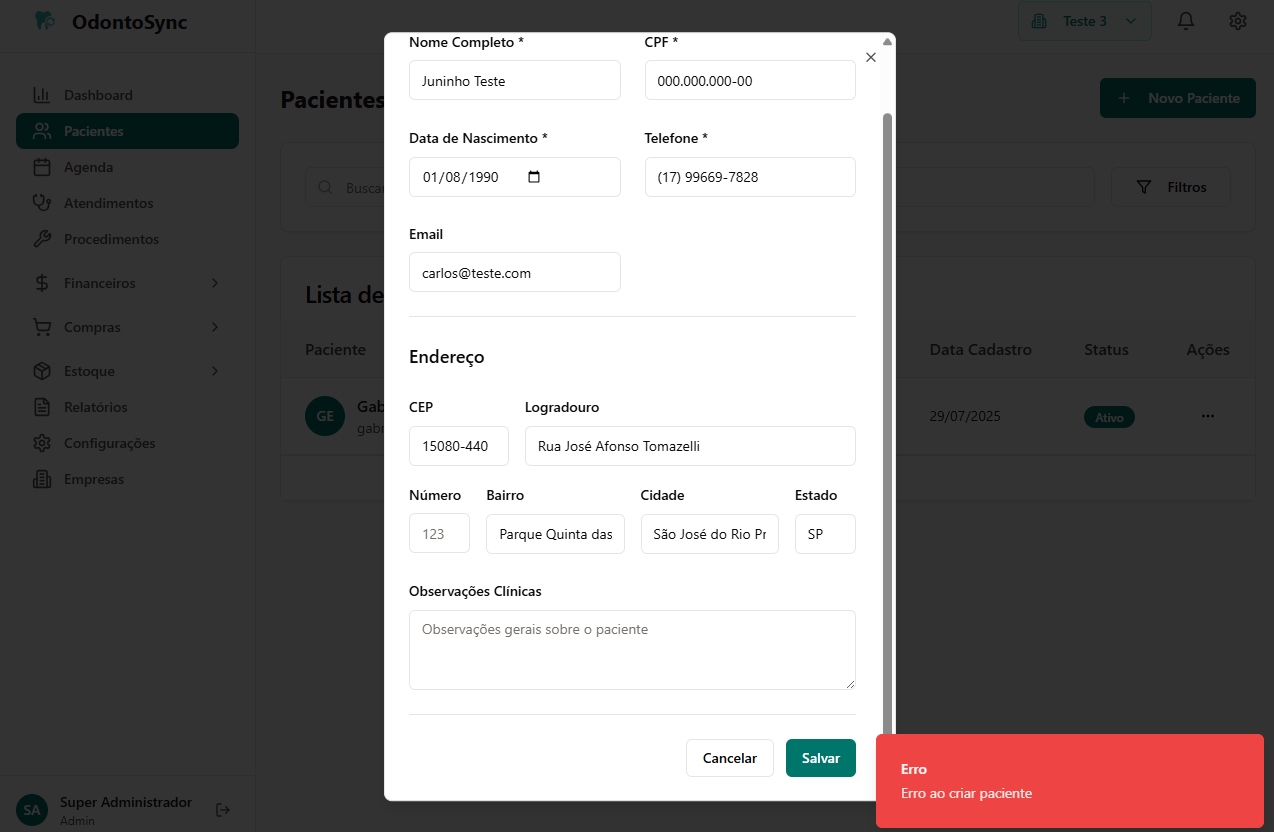 OdontoSync
Teste 3
Dashboard
Pacientes
Agenda
Atendimentos
Procedimentos
Financeiros
Compras
Estoque
Relatórios
Configurações
Empresas
SA
Super Administrador
Admin
Pacientes
Novo Paciente
Buscar
Filtros
Lista de
Paciente
Data Cadastro
Status
Ações
GE
Gab
gabr
29/07/2025
Ativo
Nome Completo *
CPF *
Juninho Teste
000.000.000-00
Data de Nascimento *
Telefone *
01/08/1990
(17) 99669-7828
Email
carlos@teste.com
Endereço
CEP
Logradouro
15080-440
Rua José Afonso Tomazelli
Número
Bairro
Cidade
Estado
123
Parque Quinta das
São José do Rio Pr
SP
Observações Clínicas
Observações gerais sobre o paciente
Cancelar
Salvar
Erro
Erro ao criar paciente